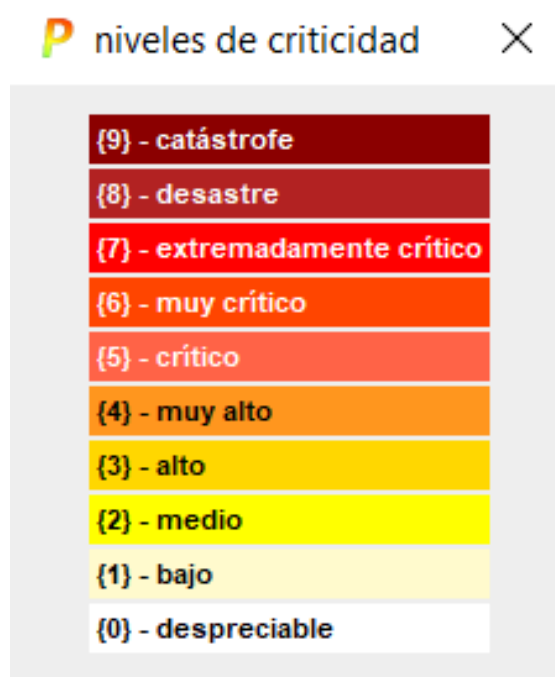 P niveles de criticidad
{9} - catástrofe
{8} - desastre
{7} - extremadamente crítico
{6} - muy crítico
{5} - crítico
{4} - muy alto
{3} - alto
{2} - medio
{1} - bajo
{0} - despreciable